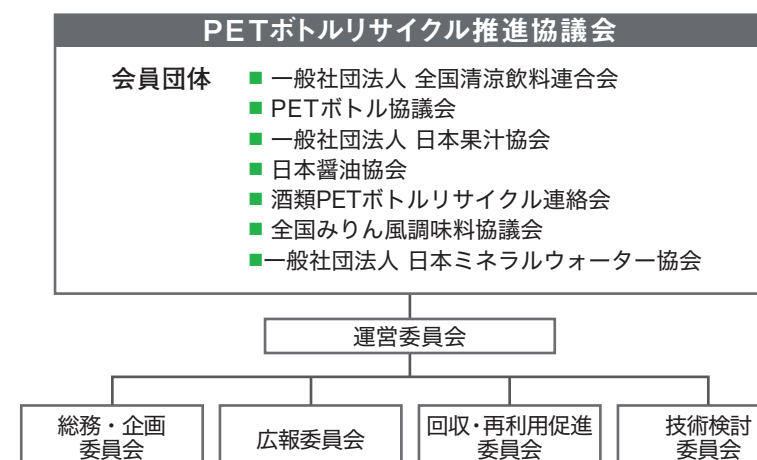 PETボトルリサイクル推進協議会
会員団体
■ 一般社団法人 全国清涼飲料連合会
■ PETボトル協議会
■ 一般社団法人 日本果汁協会
■ 日本醤油協会
■ 酒類PETボトルリサイクル連絡会
■ 全国みりん風調味料協議会
■一般社団法人 日本ミネラルウォーター協会
運営委員会
総務・企画
委員会
広報委員会
回収・再利用促進
委員会
技術検討
委員会